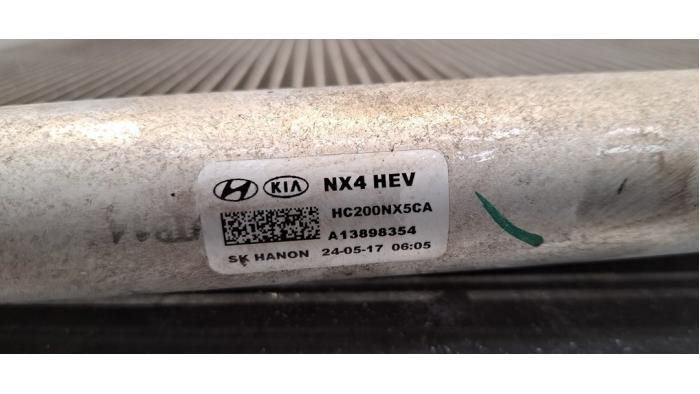 KIA NX4 HEV
HC200NX5CA
A13898354
SK HANON 24-05-17 06:05